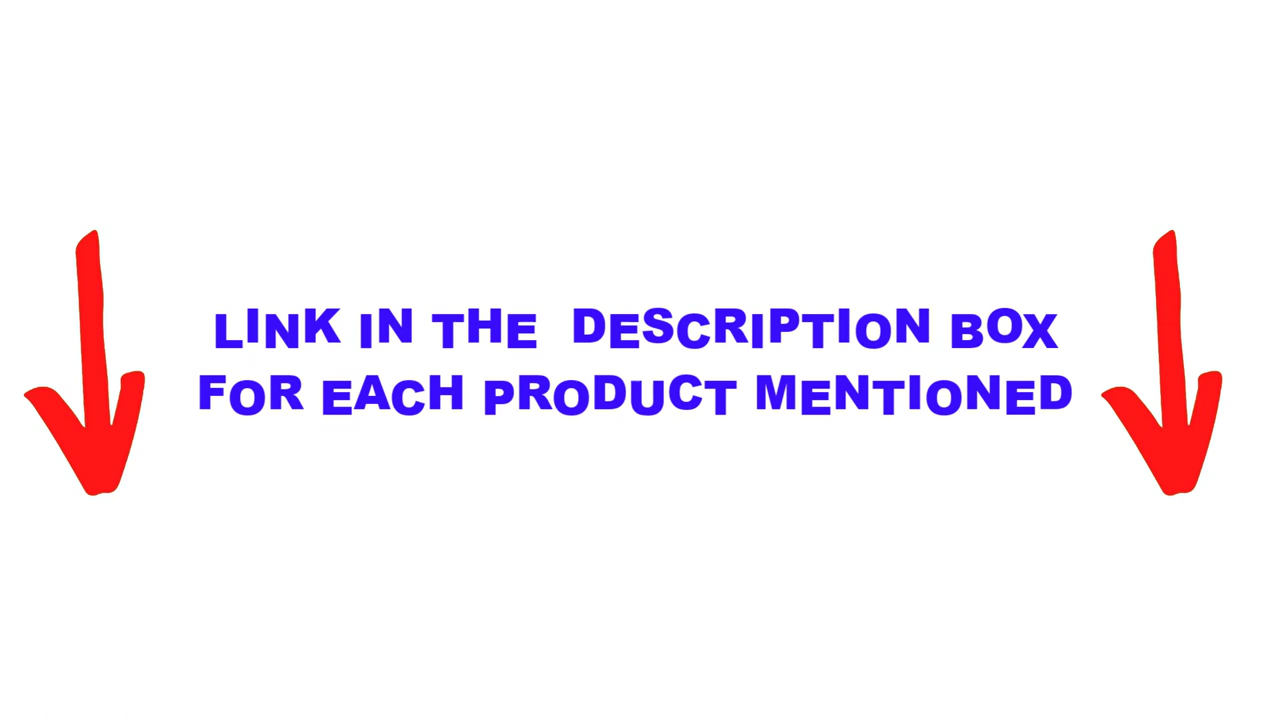 LINK IN THE DESCRIPTION BOX
FOR EACH PRODUCT MENTIONED